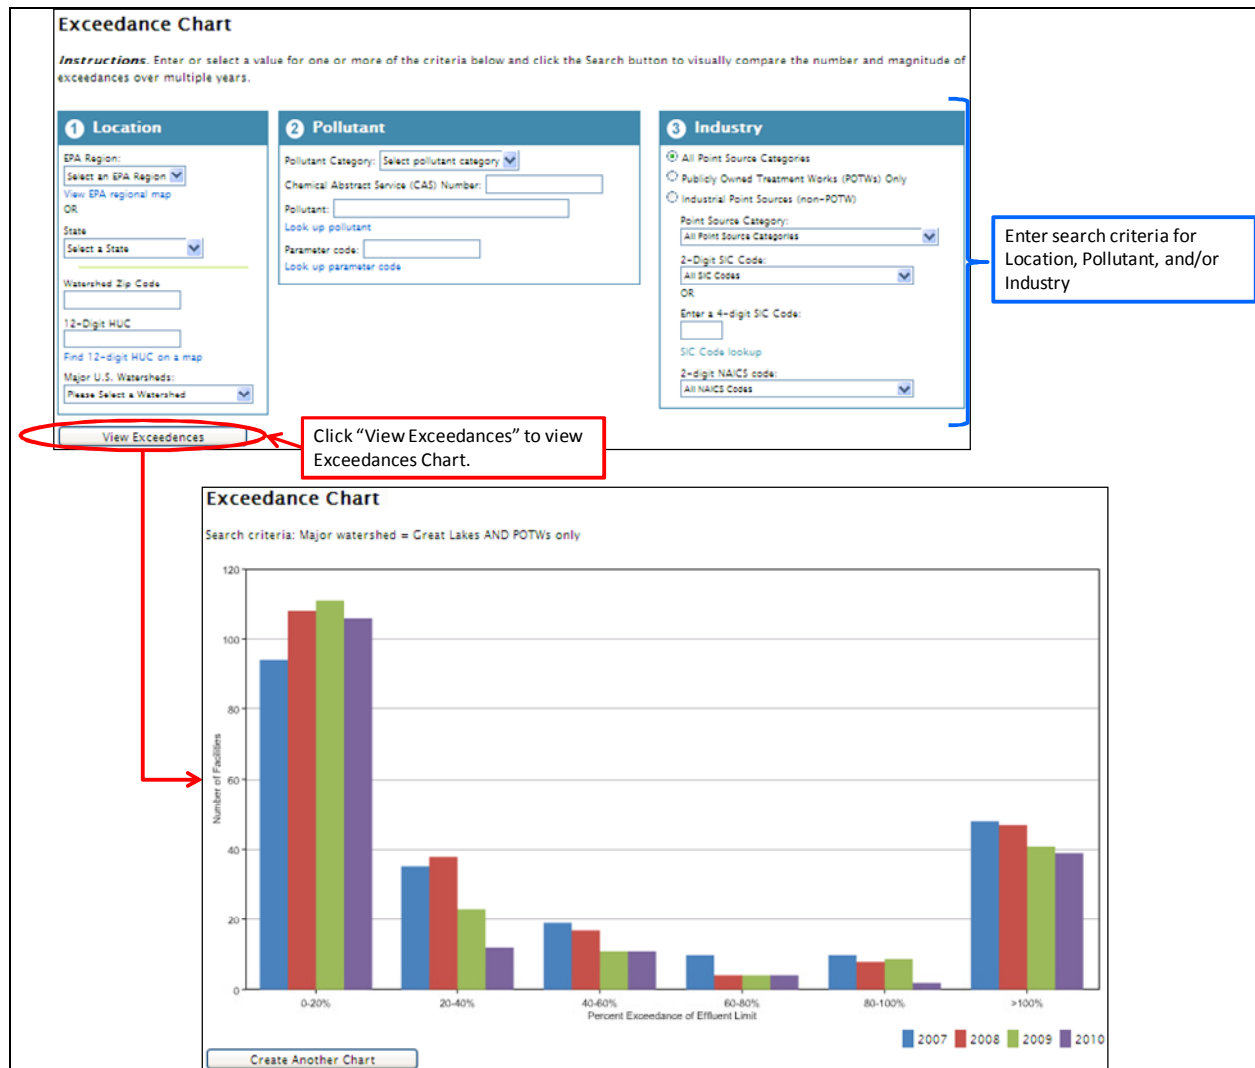 Exceedance Chart
Instructions. Enter or select a value for one or more of the criteria below and click the Search button to visually compare the number and magnitude of
exceedances over multiple years.
1 Location
EPA Region:
Select an EPA Region
View EPA regional map
OR
State
Select a State
Watershed Zip Code
12-Digit HUC
Find 12-digit HUC on a map
Major U.S. Watersheds:
Please Select a Watershed
2 Pollutant
Pollutant Category: Select pollutant category
Chemical Abstract Service (CAS) Number:
Pollutant:
Look up pollutant
Parameter code:
Look up parameter code
3 Industry
All Point Source Categories
Publicly Owned Treatment Works (POTWs) Only
Industrial Point Sources (non-POTW)
Point Source Category:
All Point Source Categories
2-Digit SIC Code:
All SIC Codes
OR
Enter a 4-digit SIC Code:
SIC Code lookup
2-digit NAICS code:
All NAICS Codes
Enter search criteria for
Location, Pollutant, and/or
Industry
View Exceedences
Click “View Exceedances” to view
Exceedances Chart.
Exceedance Chart
Search criteria: Major watershed = Great Lakes AND POTWs only
120
100
80
60
40
20
0
Number of Facilities
0-20% 20-40% 40-60% 60-80% 80-100% >100%
Percent Exceedance of Effluent Limit
2007 2008 2009 2010
Create Another Chart